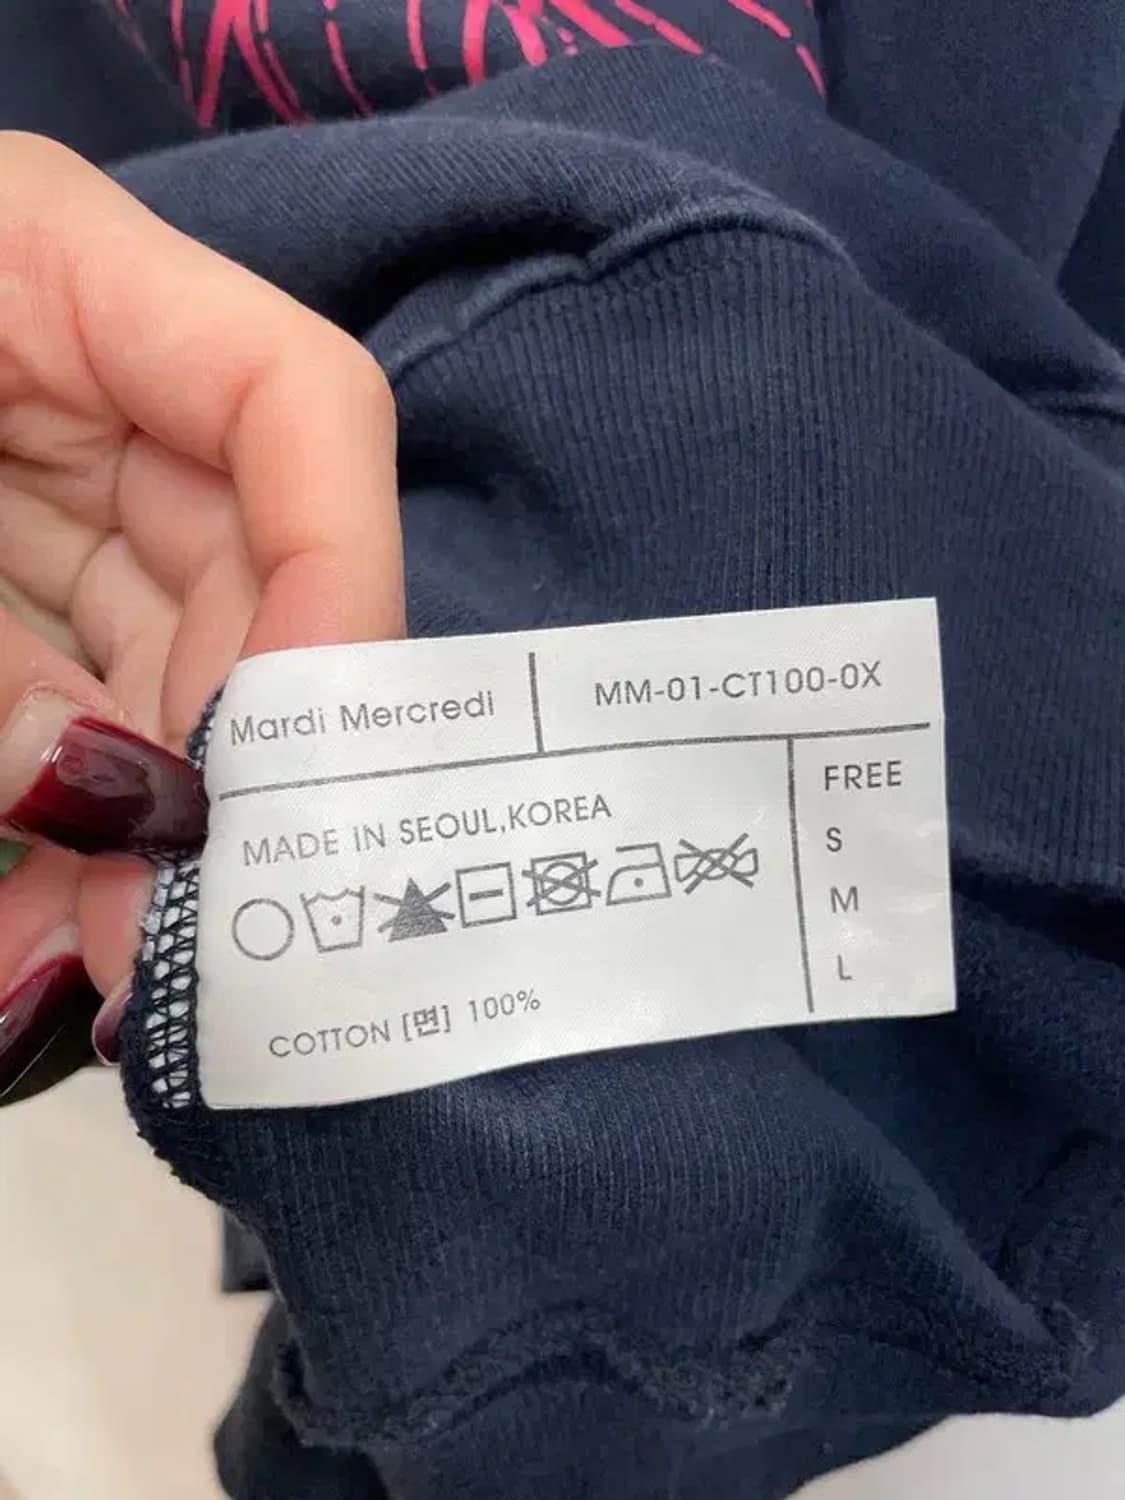 Mardi Mercredi
MM-01-CT100-0X
MADE IN SEOUL,KOREA
COTTON [면] 100%
FREE
S
M
L